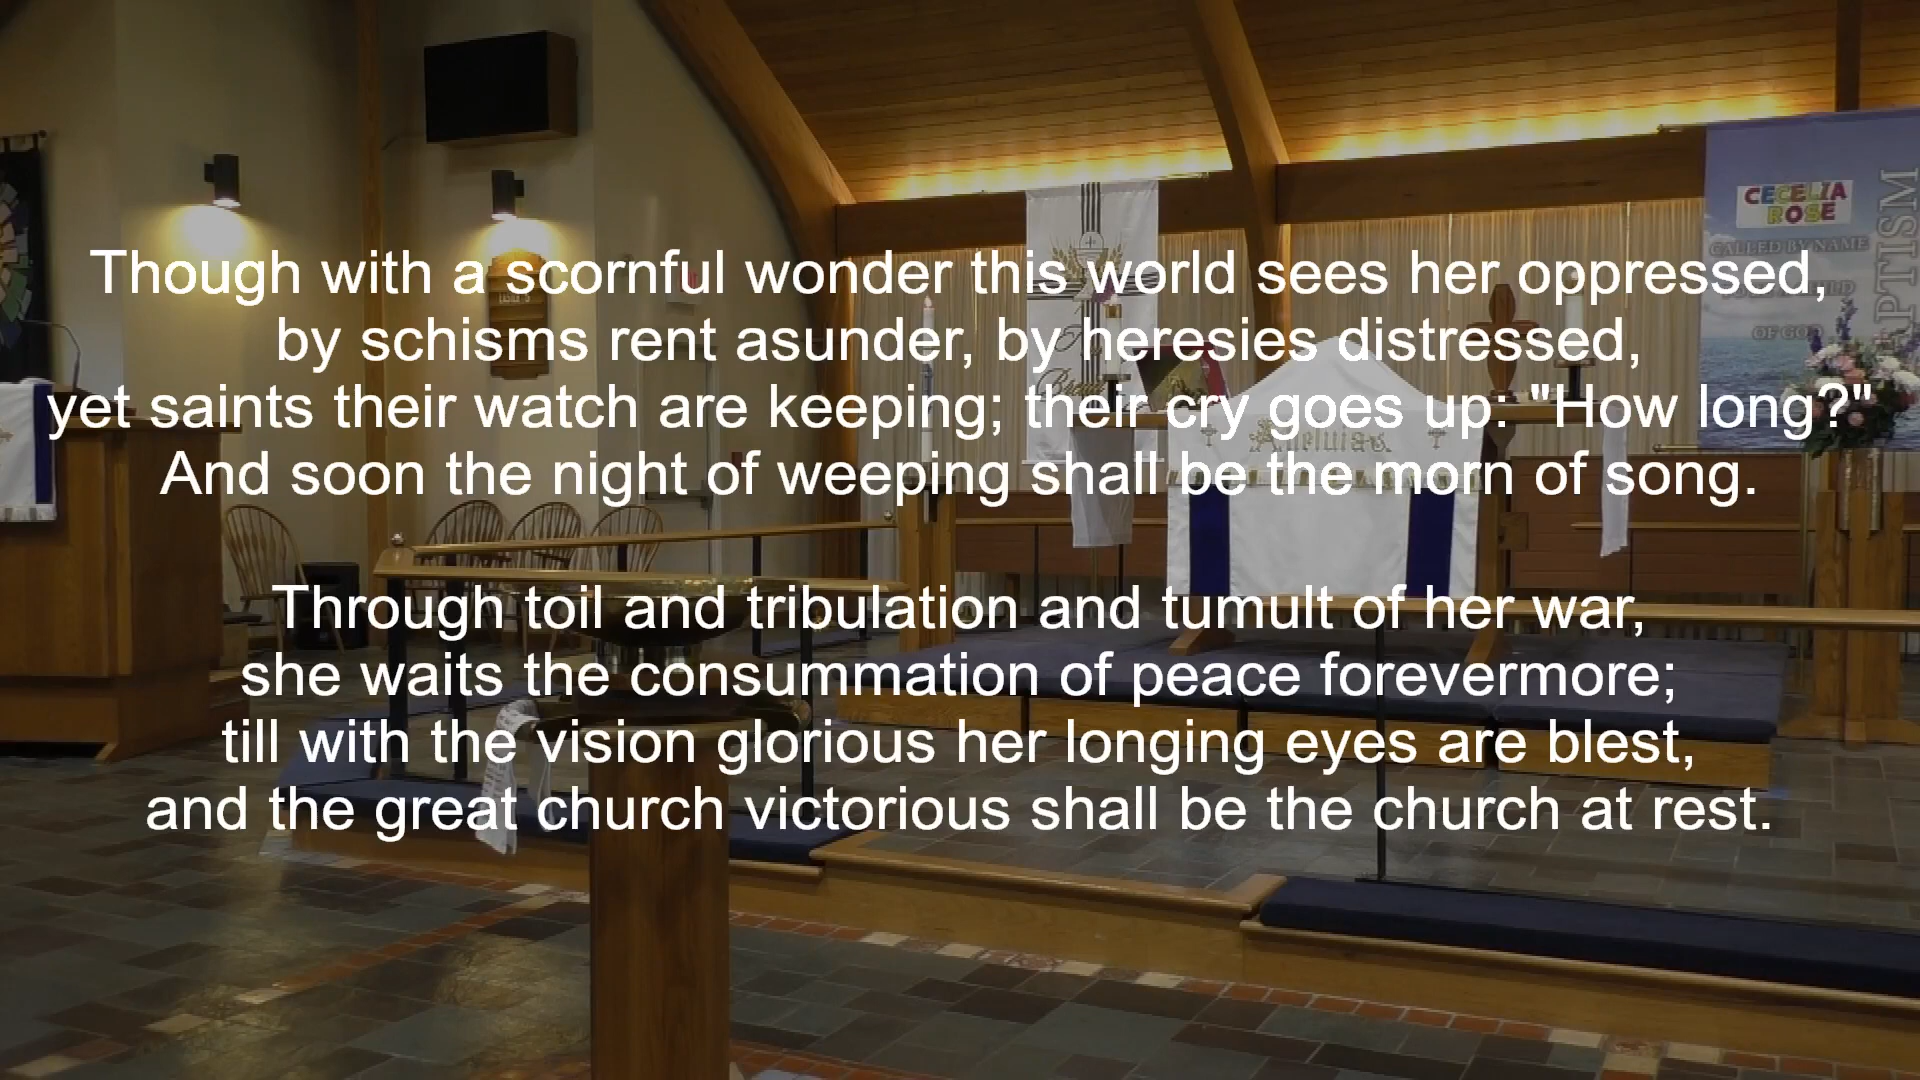 CECELIA
ROSE
CALLED BY NAME
OF GOD
PTISM
Though with a scornful wonder this world sees her oppressed,
by schisms rent asunder, by heresies distressed,
yet saints their watch are keeping; their cry goes up: "How long?"
And soon the night of weeping shall be the morn of song.
Alleluia
Through toil and tribulation and tumult of her war,
she waits the consummation of peace forevermore;
till with the vision glorious her longing eyes are blest,
and the great church victorious shall be the church at rest.